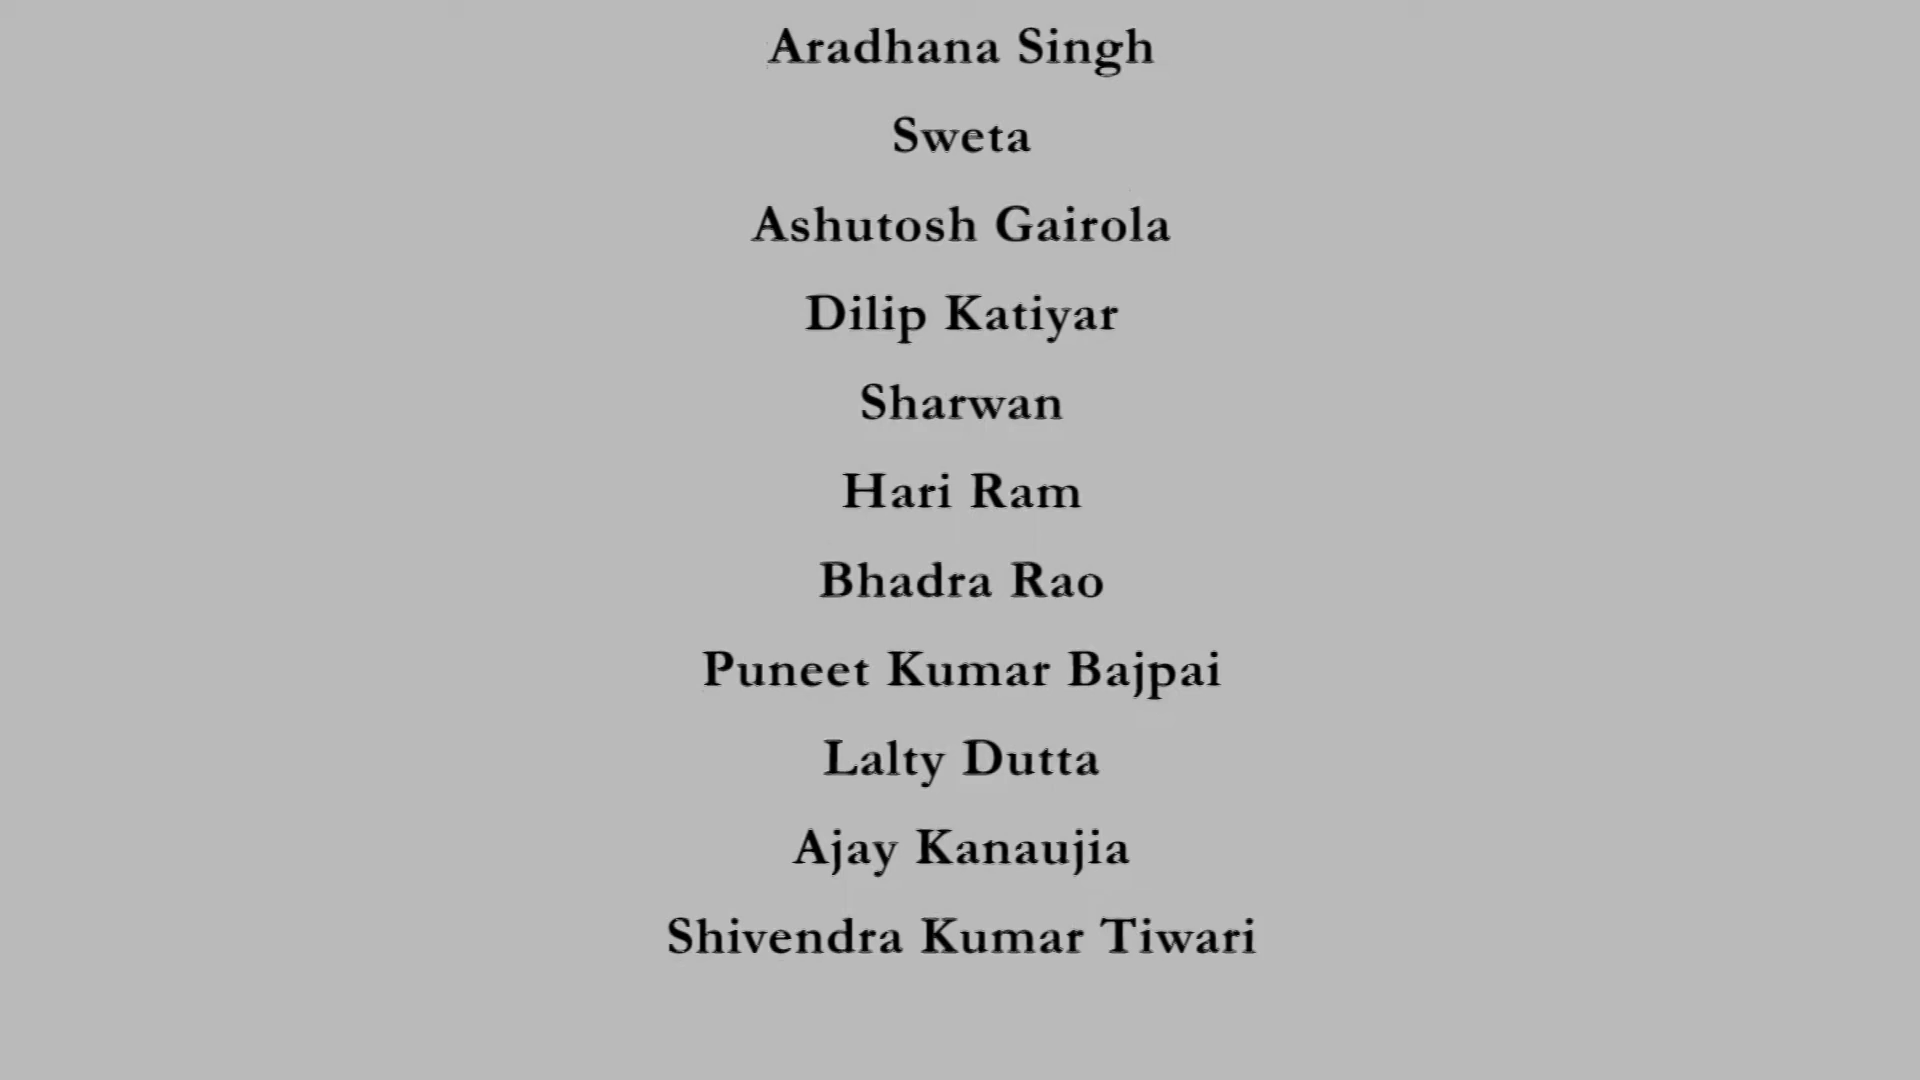 Aradhana Singh
Sweta
Ashutosh Gairola
Dilip Katiyar
Sharwan
Hari Ram
Bhadra Rao
Puneet Kumar Bajpai
Lalty Dutta
Ajay Kanaujia
Shivendra Kumar Tiwari